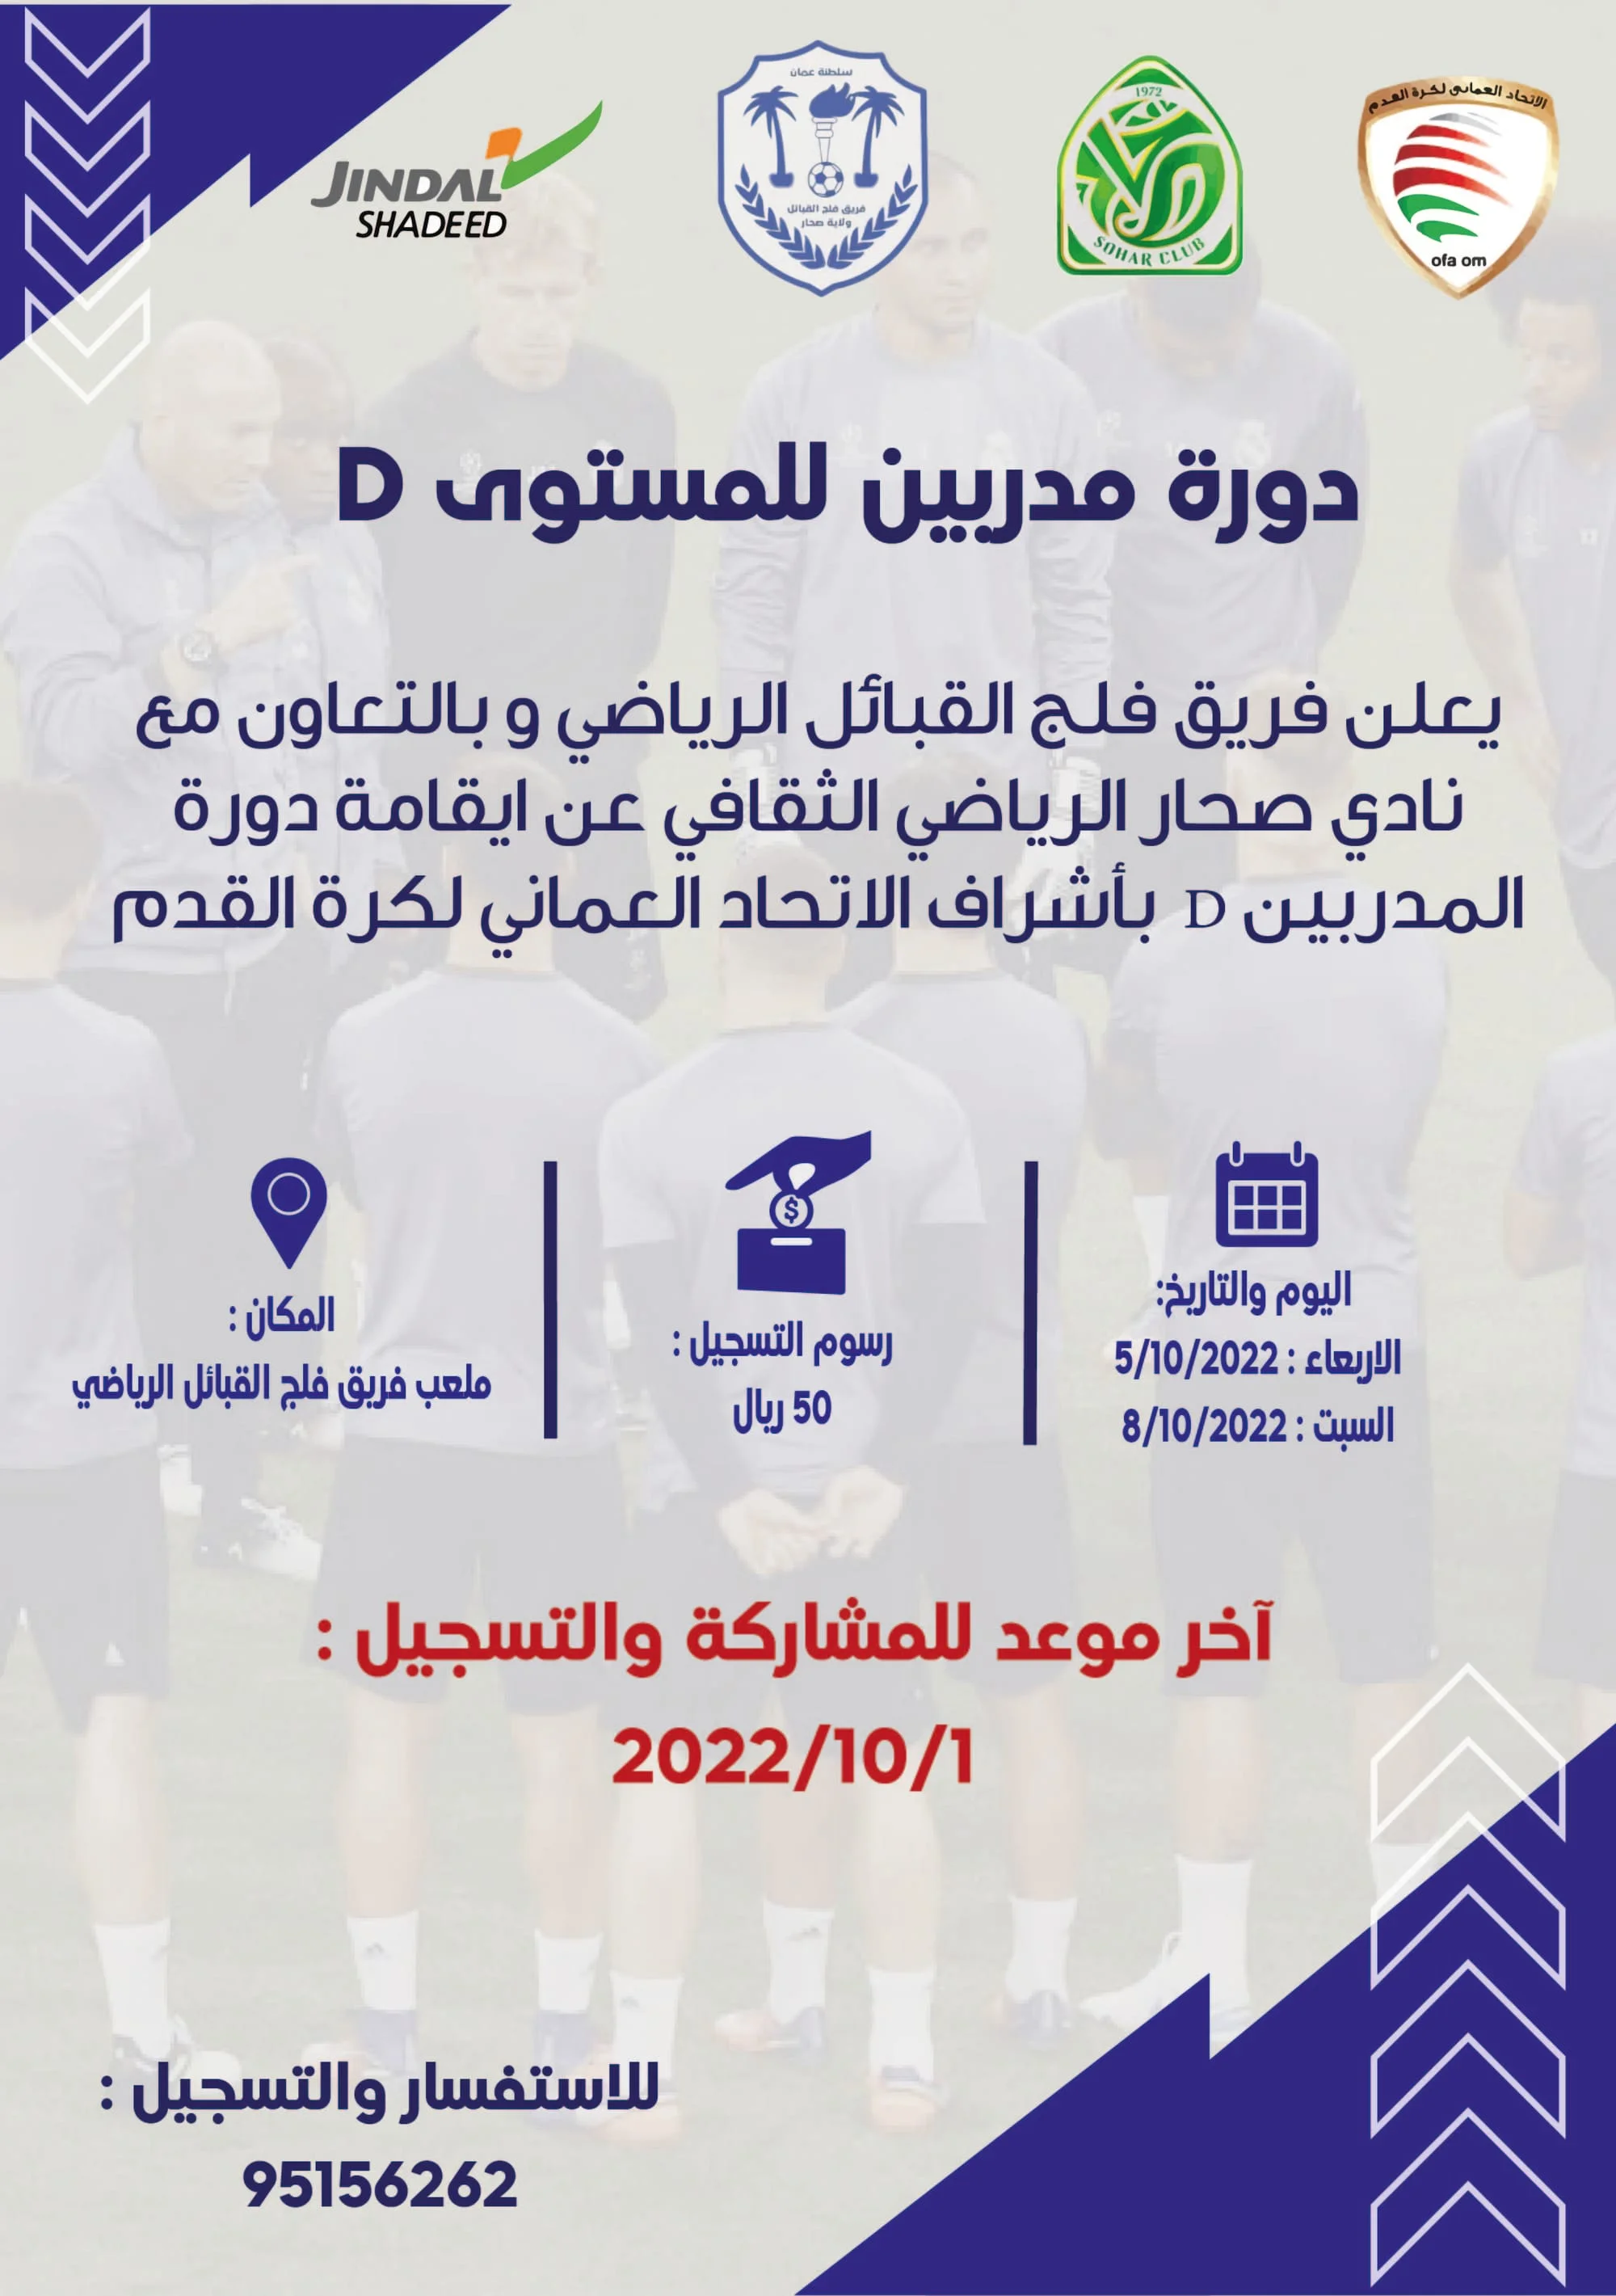 JINDAL
SHADEED
سلطنة عمان
فريق فلج القبائل
ولاية صحار
1972
SOHAR CLUB
الاتحاد العماني لكرة القدم
ofa om
دورة مدربين للمستوى D
يعلن فريق فلج القبائل الرياضي و بالتعاون مع
نادي صحار الرياضي الثقافي عن ايقامة دورة
المدربين D بأشراف الاتحاد العماني لكرة القدم
اليوم والتاريخ:
الاربعاء : 5/10/2022
السبت : 8/10/2022
رسوم التسجيل :
50 ريال
المكان :
ملعب فريق فلج القبائل الرياضي
آخر موعد للمشاركة والتسجيل :
2022/10/1
للاستفسار والتسجيل :
95156262